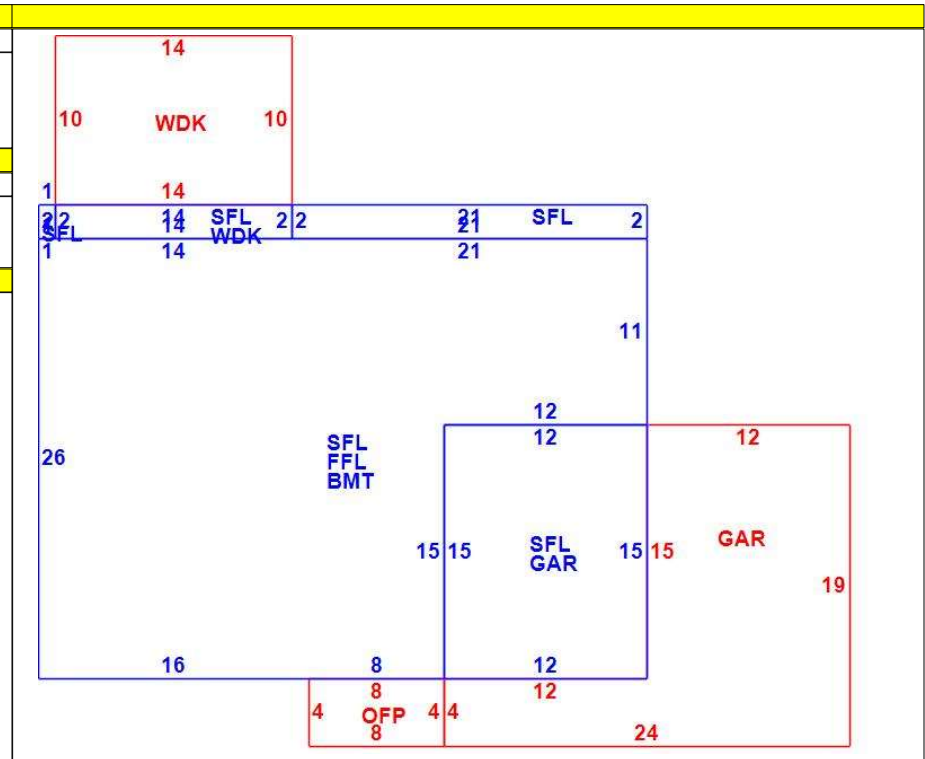 14
10 WDK 10
1 14
2 2 14 SFL 2 2 21 SFL 2
SFL 14 WDK 21
1 14 21
11
12
12 12
SFL
26 FFL
BMT
15 15 SFL 15 15 GAR
GAR
19
16 8 12
8 12
4 OFP 4 4
8 24